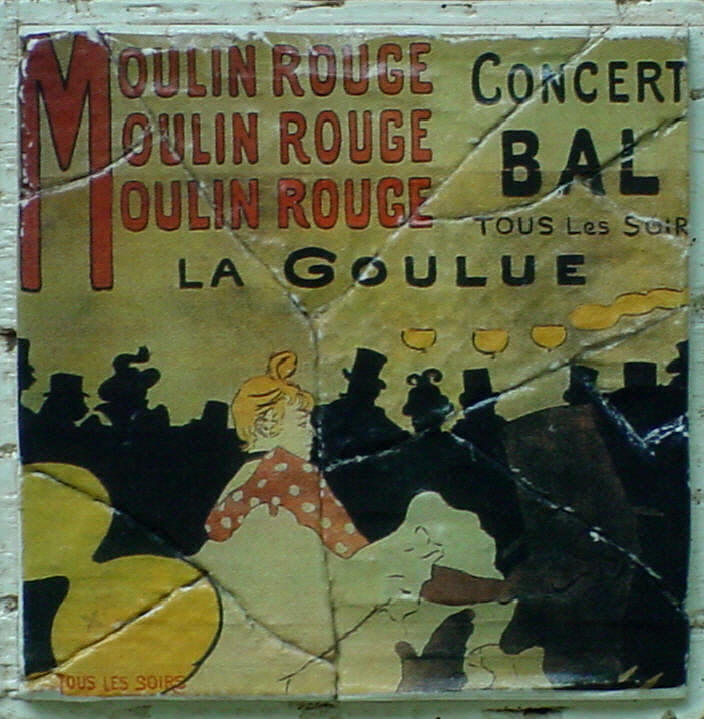 MOULIN ROUGE CONCERT
MOULIN ROUGE BAL
MOULIN ROUGE TOUS Les SOIR
LA GOULUE
TOUS LES SOIRS